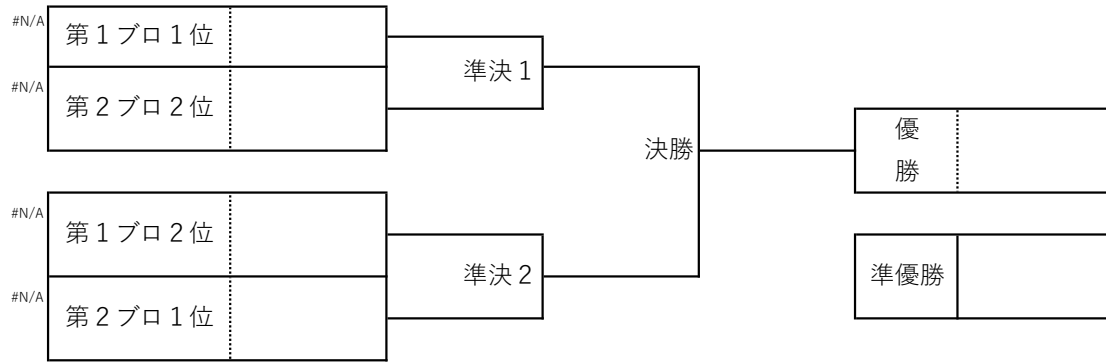 #N/A
第1ブロ1位
準決1
#N/A
第2ブロ2位
決勝
優
勝
#N/A
第1ブロ2位
準決2
準優勝
#N/A
第2ブロ1位